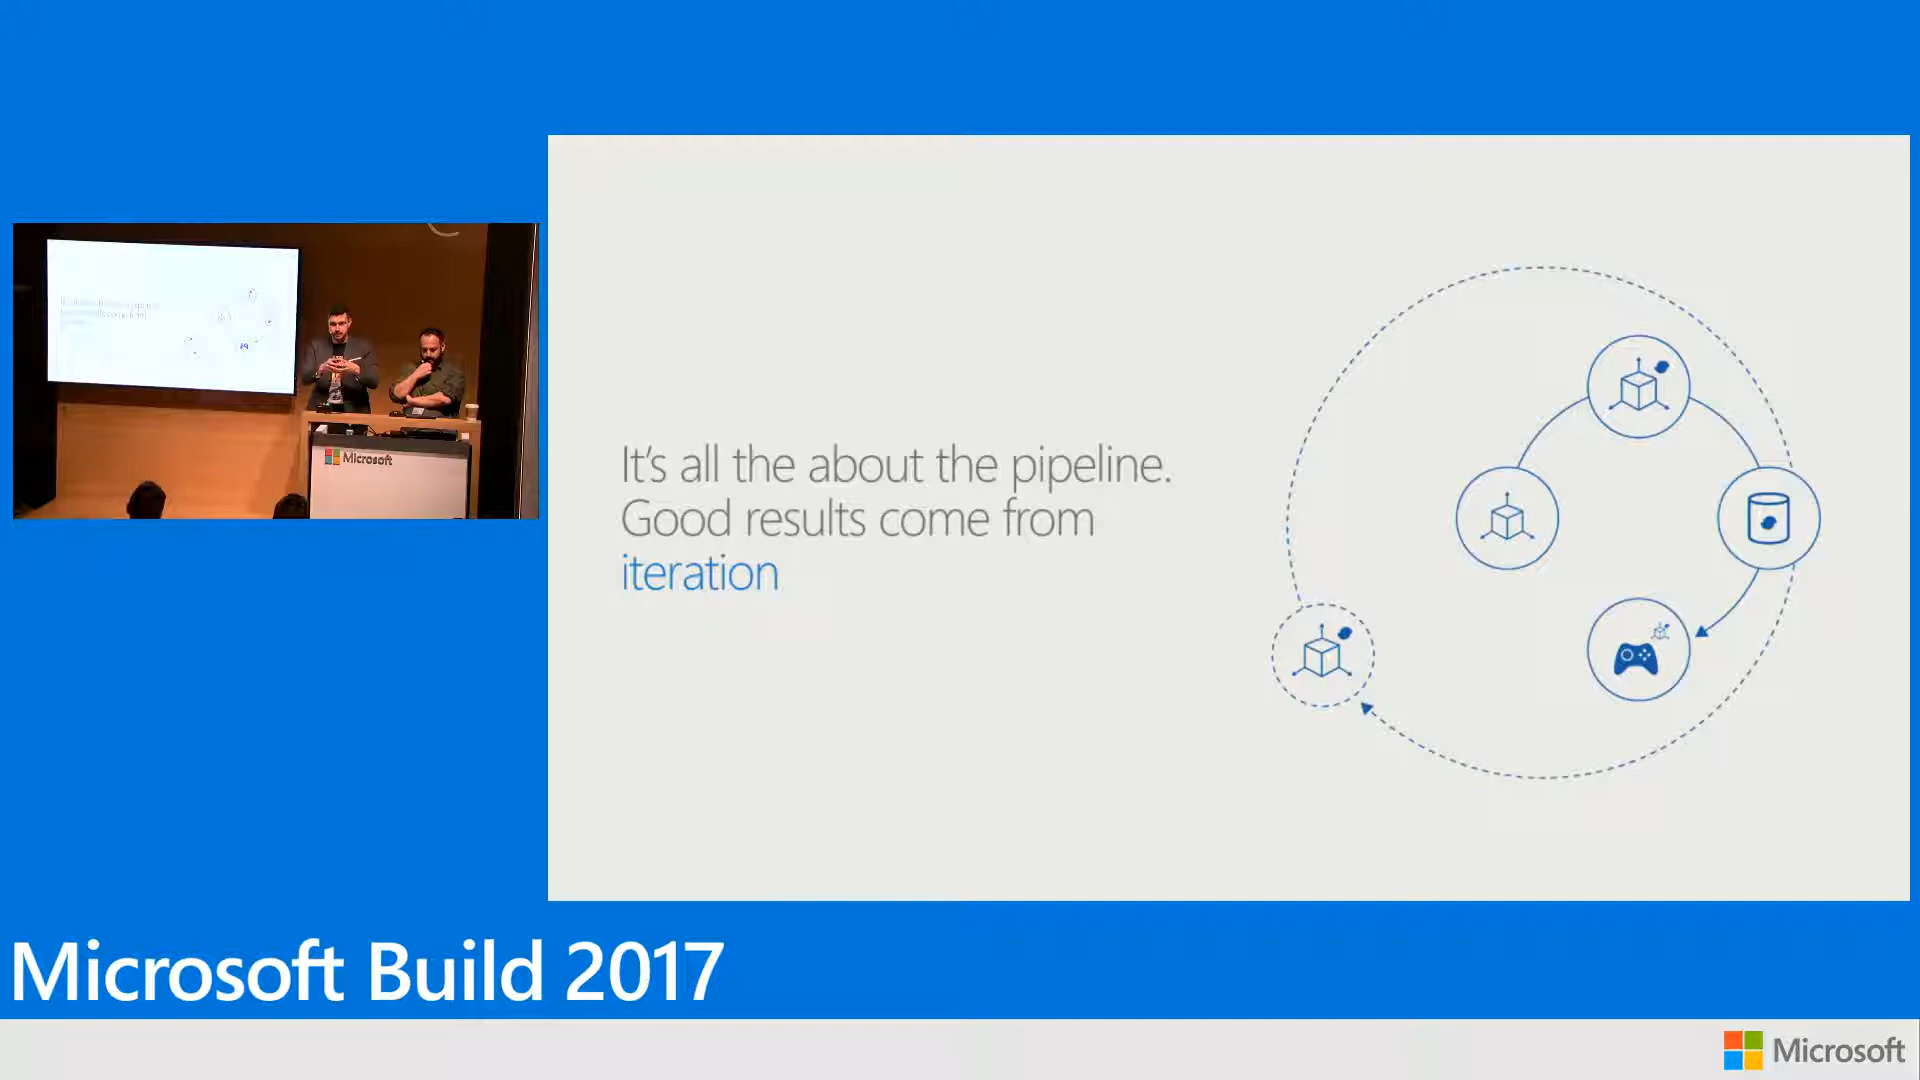 Microsoft
It's all the about the pipeline.
Good results come from
iteration
Microsoft Build 2017
Microsoft